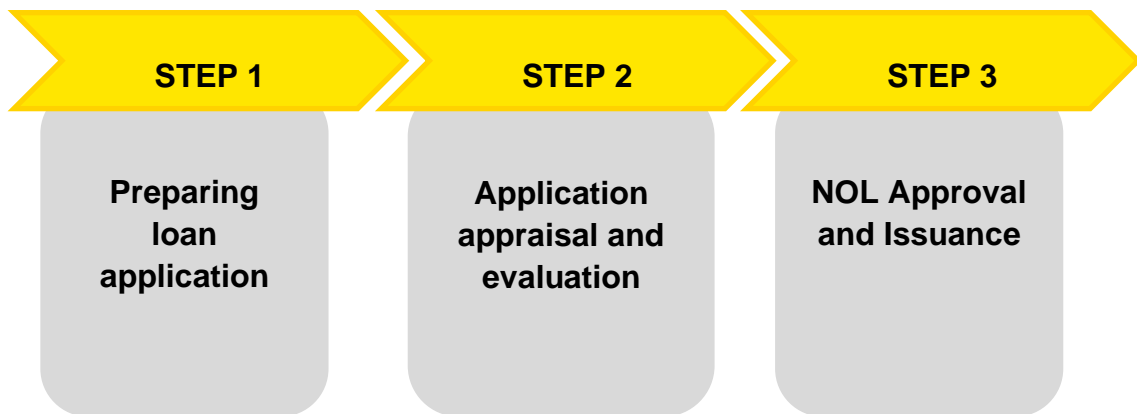 STEP 1
STEP 2
STEP 3
Preparing
loan
application
Application
appraisal and
evaluation
NOL Approval
and Issuance